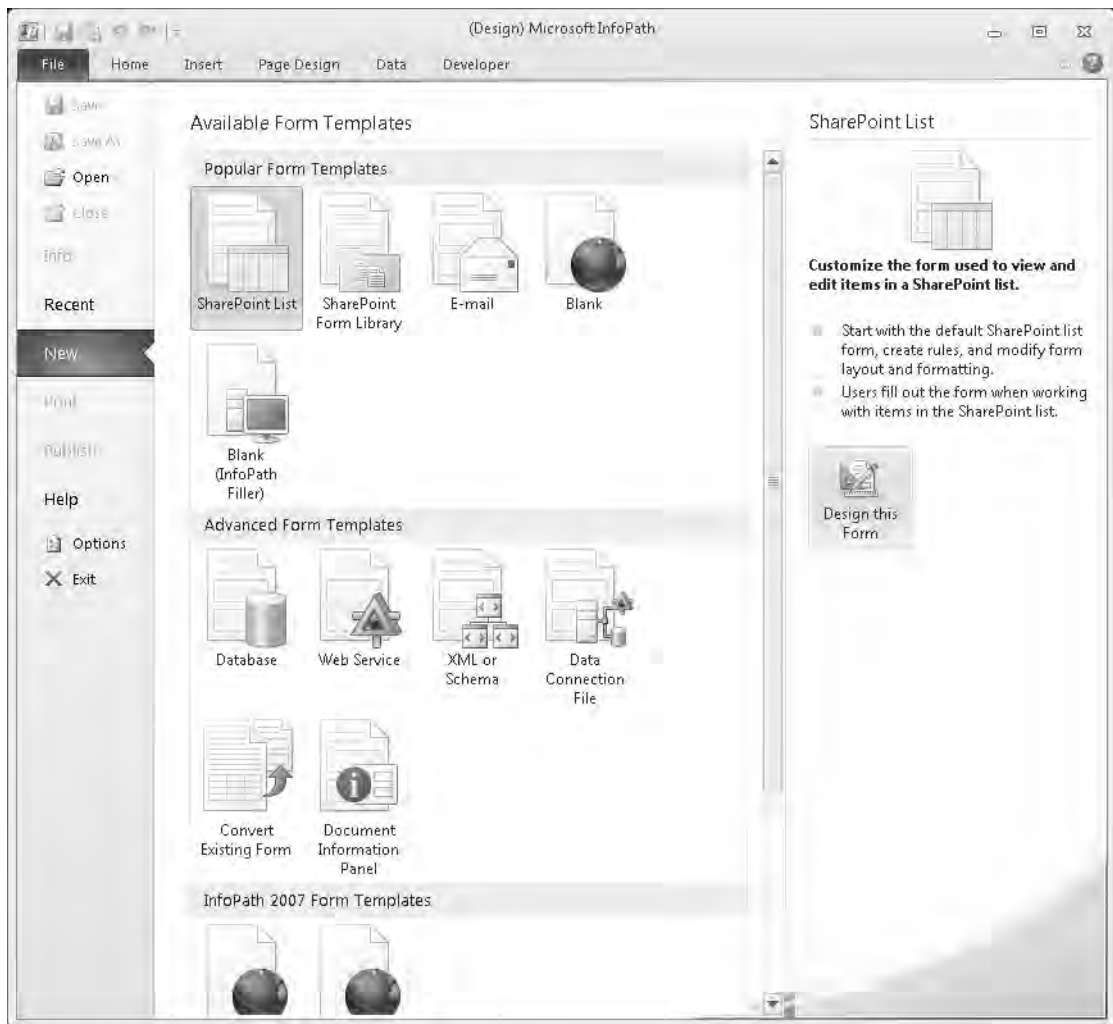 (Design) Microsoft InfoPath
File Home Insert Page Design Data Developer
Save
Save As
Open
Close
Info
Recent
New
Print
Publish
Help
Options
Exit
Available Form Templates
Popular Form Templates
SharePoint List
SharePoint
Form Library
E-mail
Blank
Blank
(InfoPath
Filler)
Advanced Form Templates
Database
Web Service
XML or
Schema
Data
Connection
File
Convert
Existing Form
Document
Information
Panel
InfoPath 2007 Form Templates
SharePoint List
Customize the form used to view and
edit items in a SharePoint list.
Start with the default SharePoint list
form, create rules, and modify form
layout and formatting.
Users fill out the form when working
with items in the SharePoint list.
Design this
Form